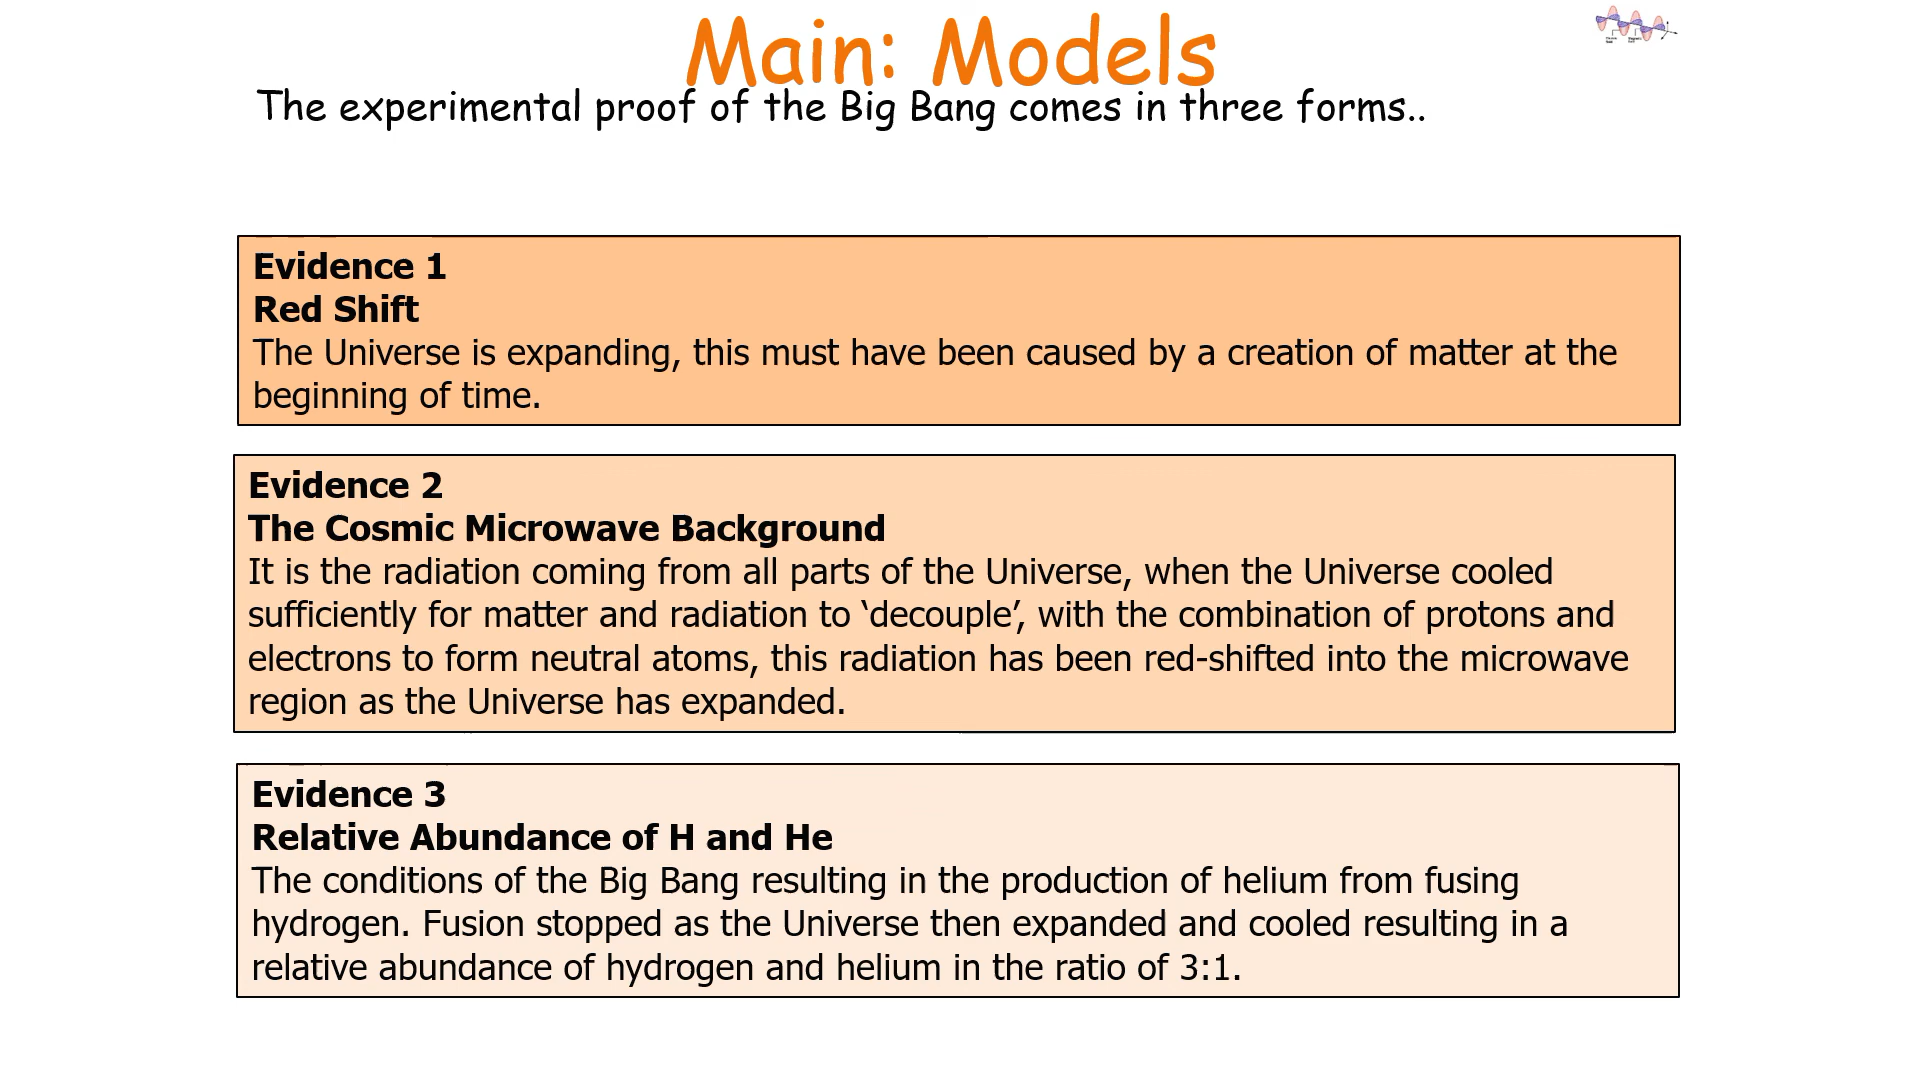 Main: Models
The experimental proof of the Big Bang comes in three forms..
Evidence 1
Red Shift
The Universe is expanding, this must have been caused by a creation of matter at the
beginning of time.
Evidence 2
The Cosmic Microwave Background
It is the radiation coming from all parts of the Universe, when the Universe cooled
sufficiently for matter and radiation to ‘decouple’, with the combination of protons and
electrons to form neutral atoms, this radiation has been red-shifted into the microwave
region as the Universe has expanded.
Evidence 3
Relative Abundance of H and He
The conditions of the Big Bang resulting in the production of helium from fusing
hydrogen. Fusion stopped as the Universe then expanded and cooled resulting in a
relative abundance of hydrogen and helium in the ratio of 3:1.